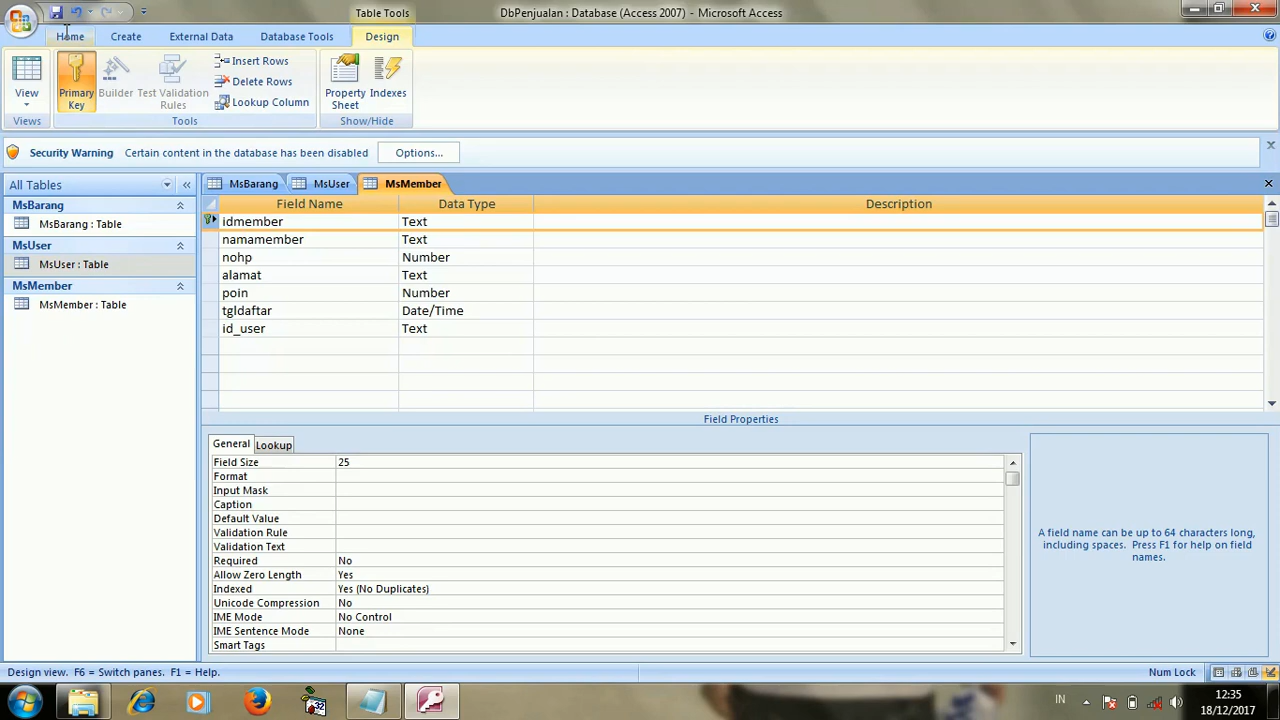 Table Tools
DbPenjualan : Database (Access 2007) - Microsoft Access
Home
Create
External Data
Database Tools
Design
View
Primary Key
Builder
Test Validation Rules
Insert Rows
Delete Rows
Lookup Column
Property Sheet
Indexes
Views
Tools
Show/Hide
Security Warning
Certain content in the database has been disabled
Options...
All Tables
MsBarang
MsBarang : Table
MsUser
MsUser : Table
MsMember
MsMember : Table
MsBarang
MsUser
MsMember
Field Name Data Type Description
idmember Text
namamember Text
nohp Number
alamat Text
poin Number
tgldaftar Date/Time
id_user Text
Field Properties
General
Lookup
Field Size 25
Format
Input Mask
Caption
Default Value
Validation Rule
Validation Text
Required No
Allow Zero Length Yes
Indexed Yes (No Duplicates)
Unicode Compression No
IME Mode No Control
IME Sentence Mode None
Smart Tags
A field name can be up to 64 characters long,
including spaces. Press F1 for help on field
names.
Design view. F6 = Switch panes. F1 = Help.
Num Lock
32
IN
12:35
18/12/2017